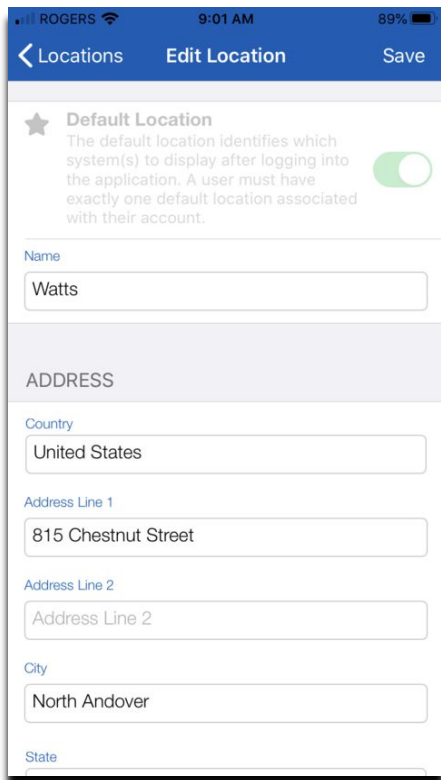 ROGERS 9:01 AM 89%
Locations Edit Location Save
Default Location
The default location identifies which
system(s) to display after logging into
the application. A user must have
exactly one default location associated
with their account.
Name
Watts
ADDRESS
Country
United States
Address Line 1
815 Chestnut Street
Address Line 2
Address Line 2
City
North Andover
State